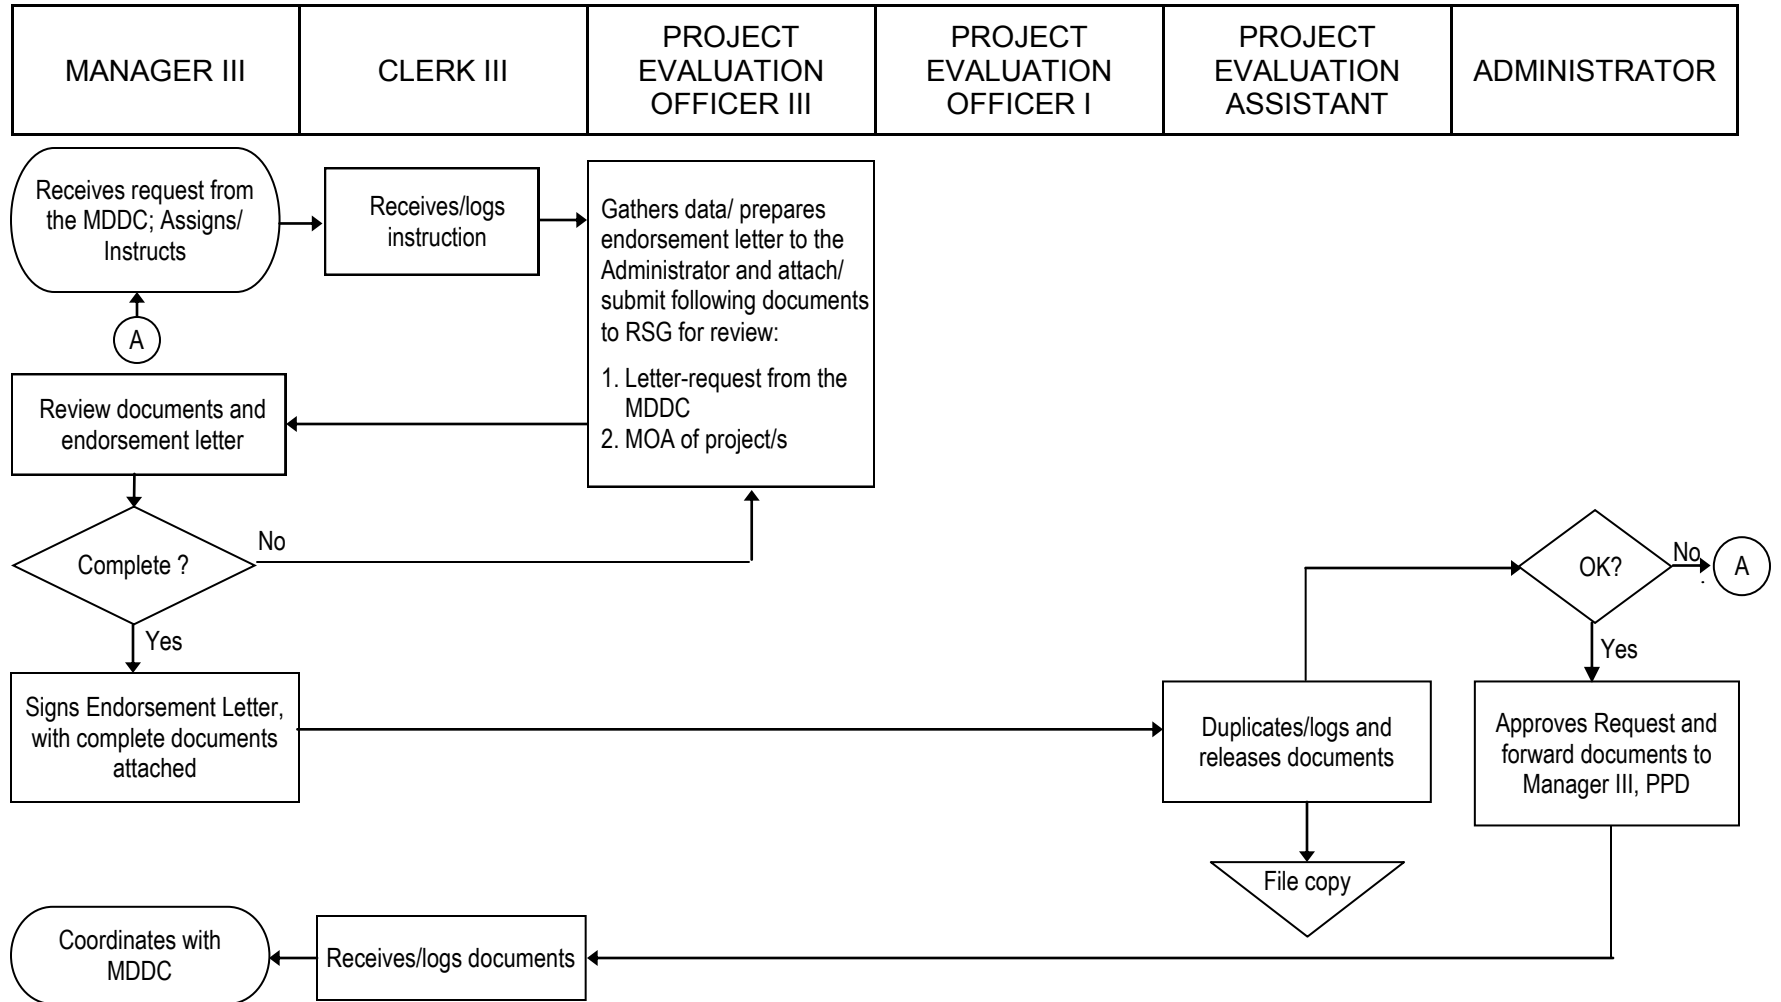 MANAGER III
CLERK III
PROJECT
EVALUATION
OFFICER III
PROJECT
EVALUATION
OFFICER I
PROJECT
EVALUATION
ASSISTANT
ADMINISTRATOR
Receives request from
the MDDC; Assigns/
Instructs
Receives/logs
instruction
Gathers data/ prepares
endorsement letter to the
Administrator and attach/
submit following documents
to RSG for review:
1. Letter-request from the
MDDC
2. MOA of project/s
A
Review documents and
endorsement letter
Complete ?
No
Yes
OK?
No
A
Yes
Signs Endorsement Letter,
with complete documents
attached
Duplicates/logs and
releases documents
Approves Request and
forward documents to
Manager III, PPD
File copy
Coordinates with
MDDC
Receives/logs documents